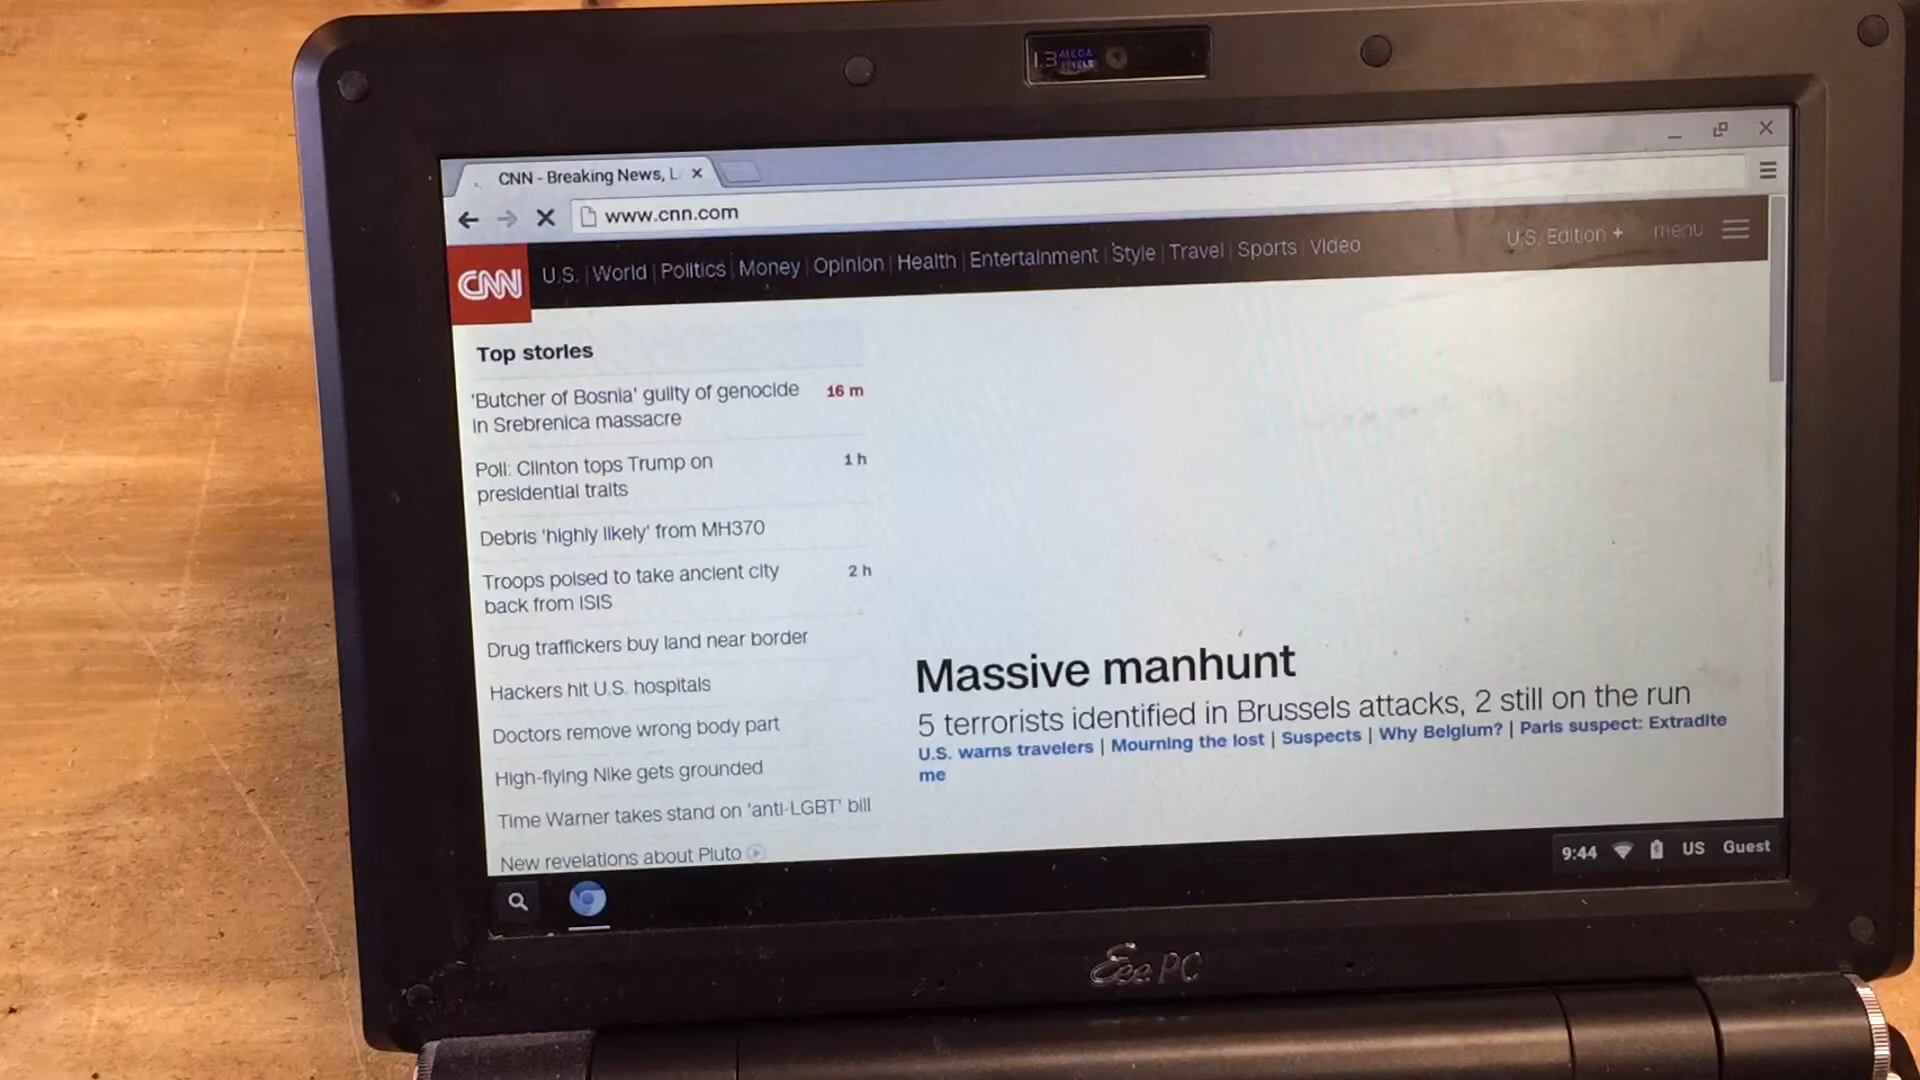 1.3 MEGA PIXELS
CNN - Breaking News, L
www.cnn.com
CNN
U.S. | World | Politics | Money | Opinion | Health | Entertainment | Style | Travel | Sports | Video
U.S. Edition +
menu
Top stories
'Butcher of Bosnia' guilty of genocide 16 m
in Srebrenica massacre
Poll: Clinton tops Trump on 1 h
presidential traits
Debris 'highly likely' from MH370
Troops poised to take ancient city 2 h
back from ISIS
Drug traffickers buy land near border
Hackers hit U.S. hospitals
Doctors remove wrong body part
High-flying Nike gets grounded
Time Warner takes stand on 'anti-LGBT' bill
New revelations about Pluto
Massive manhunt
5 terrorists identified in Brussels attacks, 2 still on the run
U.S. warns travelers | Mourning the lost | Suspects | Why Belgium? | Paris suspect: Extradite
me
9:44 US Guest
Eee PC